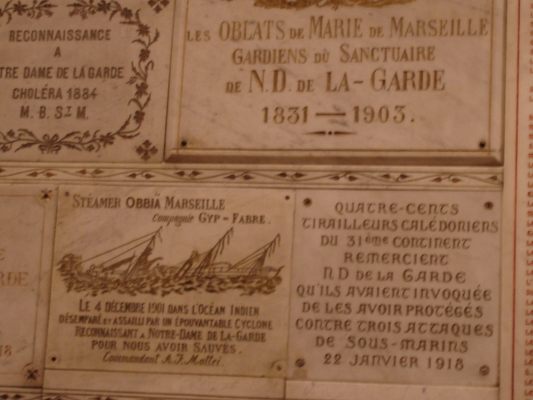 RECONNAISSANCE
A
TRE DAME DE LA GARDE
CHOLÉRA 1884
M. B. ST M.
LES OBLATS DE MARIE DE MARSEILLE
GARDIENS DU SANCTUAIRE
DE N.D. DE LA-GARDE
1831 — 1903.
E
ARDE
18
STEAMER OBBIA MARSEILLE
Compagnie GYP-FABRE.
LE 4 DÉCEMBRE 1901 DANS L'OCÉAN INDIEN
DÉSEMPARÉ ET ASSAILLI PAR UN ÉPOUVANTABLE CYCLONE
RECONNAISSANT A NOTRE-DAME DE LA-GARDE
POUR NOUS AVOIR SAUVÉS.
Commandant A.J. Mattei
QUATRE-CENTS
TIRAILLEURS CALÉDONIENS
DU 31ème CONTINENT
REMERCIENT
N D DE LA GARDE
QU'ILS AVAIENT INVOQUÉE
DE LES AVOIR PROTÉGÉS
CONTRE TROIS ATTAQUES
DE SOUS-MARINS
22 JANVIER 1918